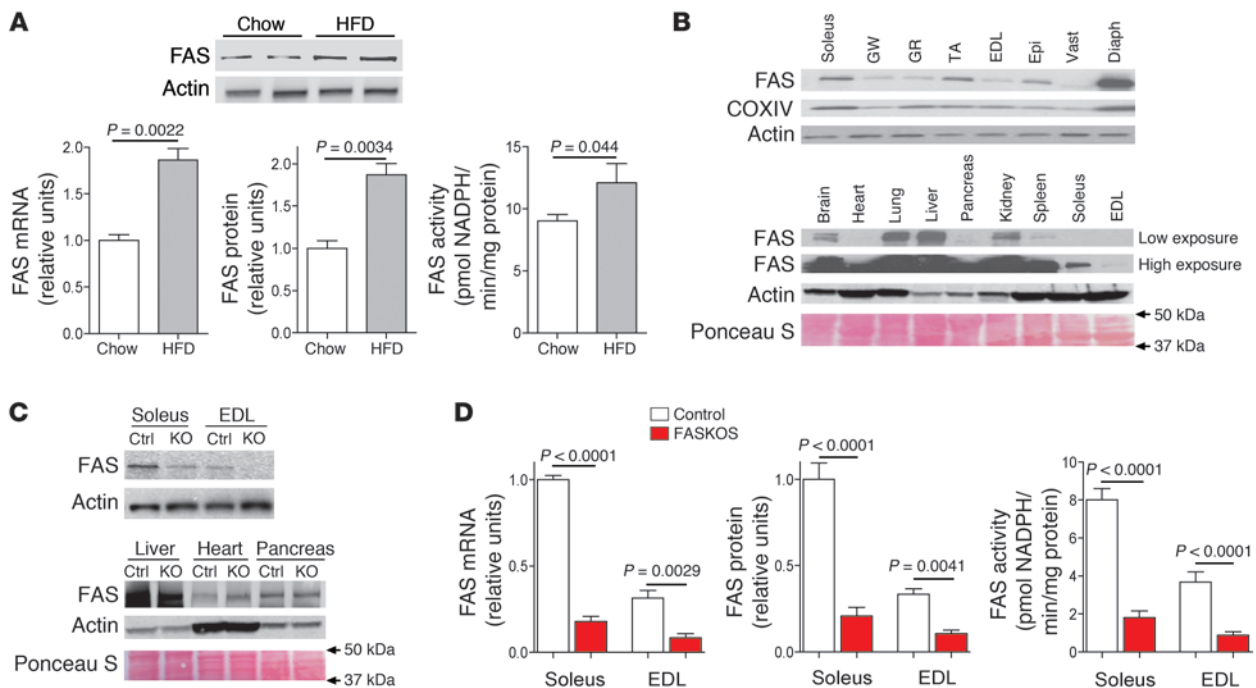 A
Chow HFD
FAS
Actin
P = 0.0022
2.0
1.5
1.0
0.5
0.0
FAS mRNA
(relative units)
Chow HFD
P = 0.0034
2.0
1.5
1.0
0.5
0.0
FAS protein
(relative units)
Chow HFD
P = 0.044
15
10
5
0
FAS activity
(pmol NADPH/
min/mg protein)
Chow HFD
B
Soleus GW GR TA EDL Epi Vast Diaph
FAS
COXIV
Actin
Brain Heart Lung Liver Pancreas Kidney Spleen Soleus EDL
FAS Low exposure
FAS High exposure
Actin
Ponceau S
50 kDa
37 kDa
C
Soleus EDL
Ctrl KO Ctrl KO
FAS
Actin
Liver Heart Pancreas
Ctrl KO Ctrl KO Ctrl KO
FAS
Actin
Ponceau S
50 kDa
37 kDa
D
Control
FASKOS
P < 0.0001
P = 0.0029
1.0
0.5
0.0
FAS mRNA
(relative units)
Soleus EDL
P < 0.0001
P = 0.0041
1.0
0.5
0.0
FAS protein
(relative units)
Soleus EDL
P < 0.0001
P < 0.0001
10
8
6
4
2
0
FAS activity
(pmol NADPH/
min/mg protein)
Soleus EDL